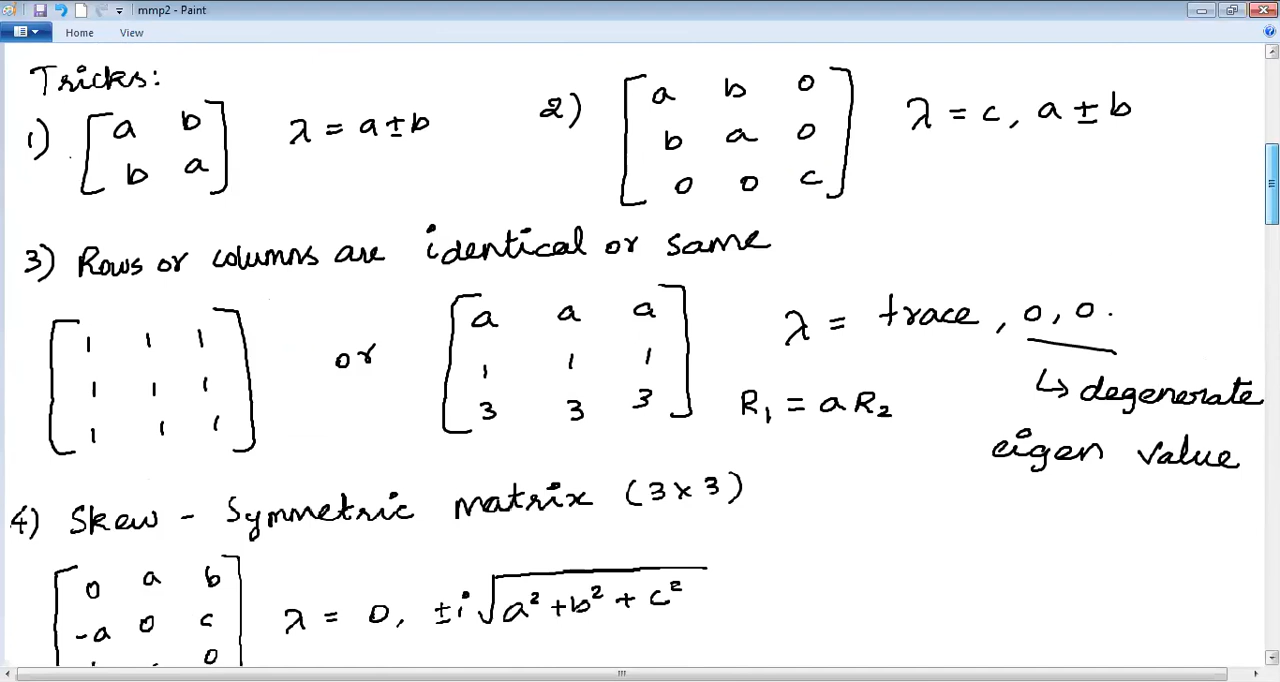 mmp2 - Paint
Home View
Tricks:
1) [a b; b a] λ = a ± b
2) [a b 0; b a 0; 0 0 c] λ = c, a ± b
3) Rows or columns are identical or same
[1 1 1; 1 1 1; 1 1 1] or [a a a; 1 1 1; 3 3 3] λ = trace, 0, 0.
R₁ = a R₂
↳ degenerate
eigen value
4) Skew - Symmetric matrix (3 x 3)
0 a b
-a 0 c
0
λ = 0, ±i √a² + b² + c²